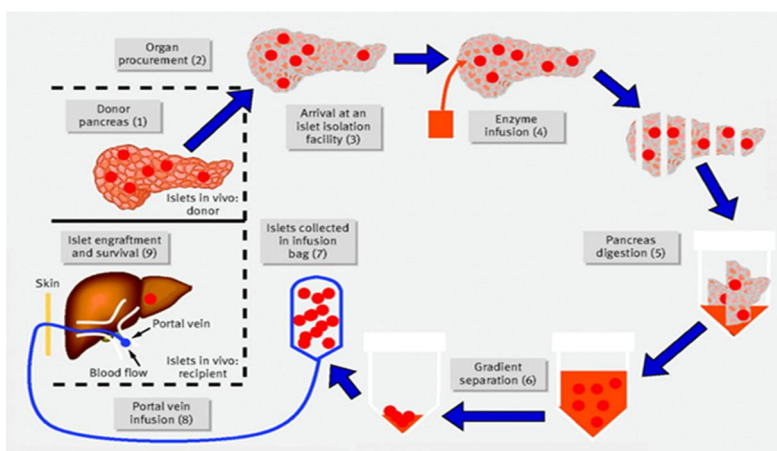 Organ
procurement (2)
Donor
pancreas (1)
Islets in vivo:
donor
Arrival at an
islet isolation
facility (3)
Enzyme
infusion (4)
Pancreas
digestion (5)
Gradient
separation (6)
Islets collected
in infusion
bag (7)
Portal vein
infusion (8)
Islet engraftment
and survival (9)
Skin
Portal vein
Blood flow
Islets in vivo:
recipient